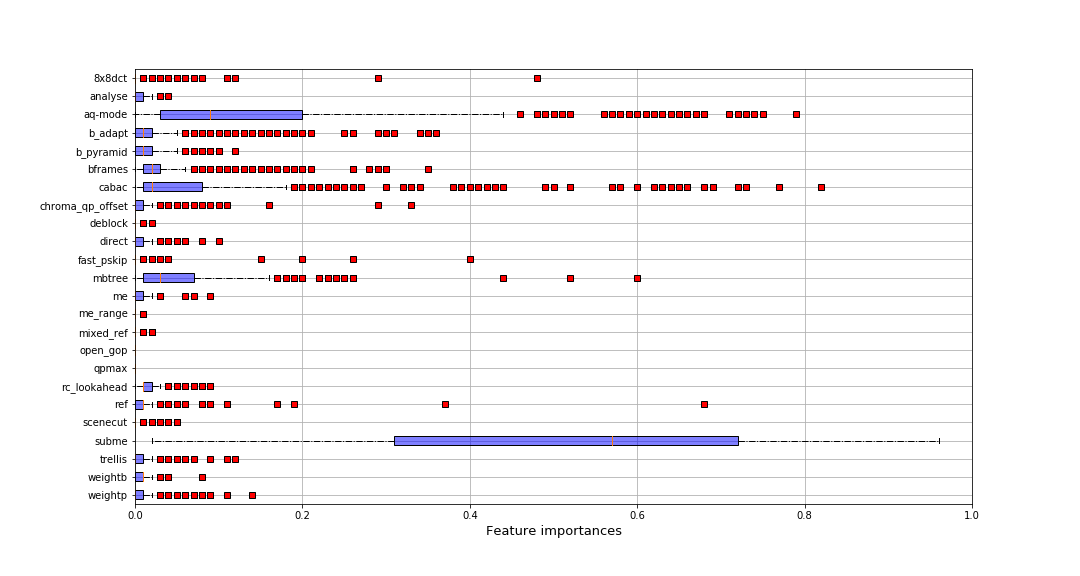 8x8dct
analyse
aq-mode
b_adapt
b_pyramid
bframes
cabac
chroma_qp_offset
deblock
direct
fast_pskip
mbtree
me
me_range
mixed_ref
open_gop
qpmax
rc_lookahead
ref
scenecut
subme
trellis
weightb
weightp
0.0 0.2 0.4 0.6 0.8 1.0
Feature importances